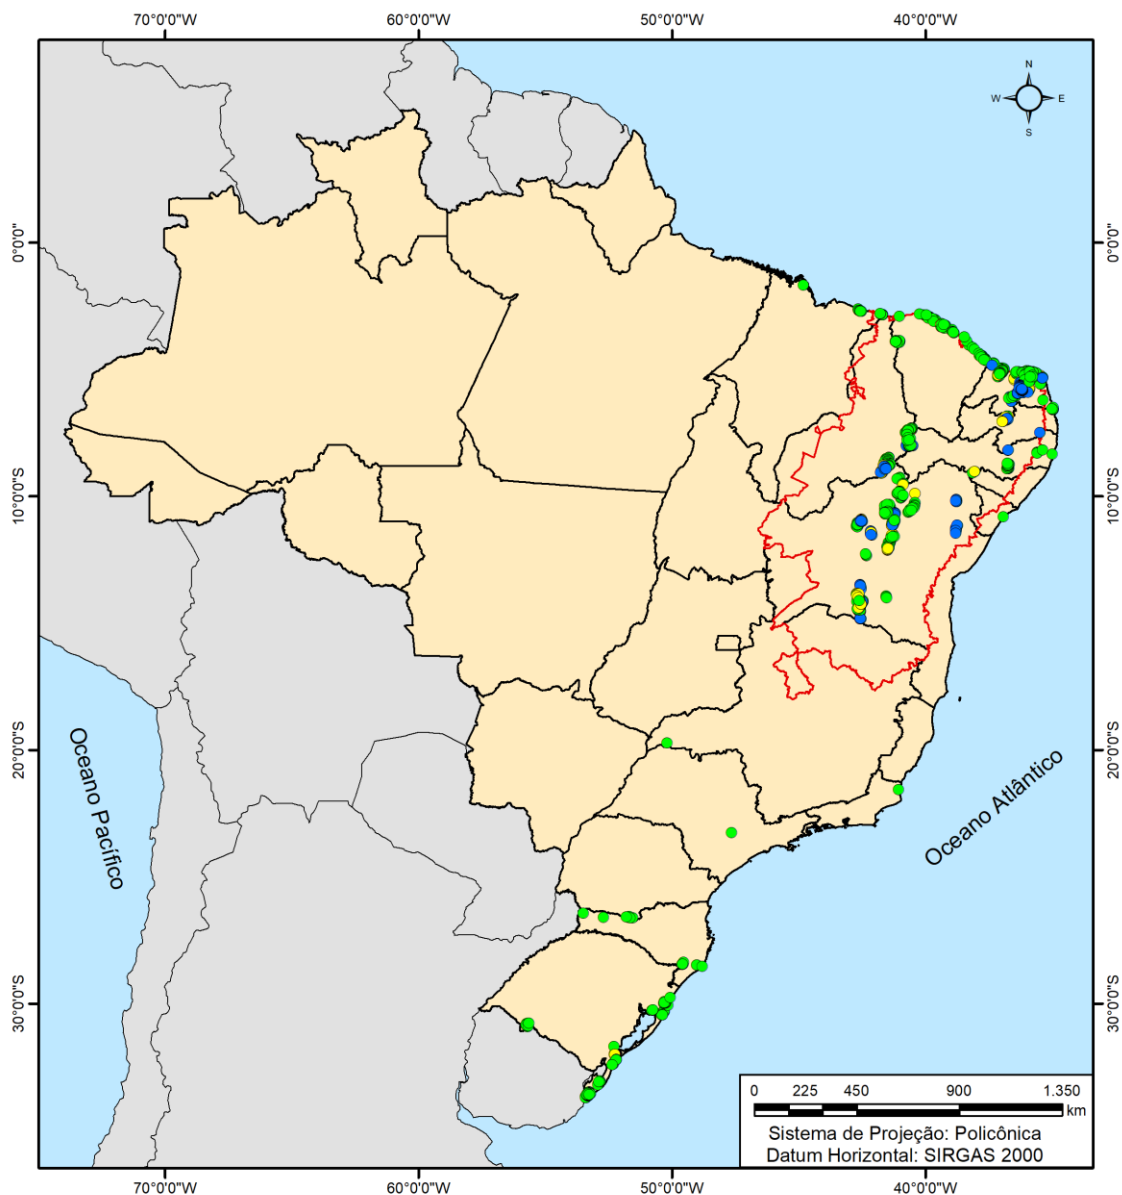 70°0'0"W 60°0'0"W 50°0'0"W 40°0'0"W
N
W E
S
0°0'0" 0°0'0"
10°0'0"S 10°0'0"S
20°0'0"S 20°0'0"S
Oceano Pacífico
Oceano Atlântico
30°0'0"S 30°0'0"S
0 225 450 900 1.350
km
Sistema de Projeção: Policônica
Datum Horizontal: SIRGAS 2000
70°0'0"W 60°0'0"W 50°0'0"W 40°0'0"W